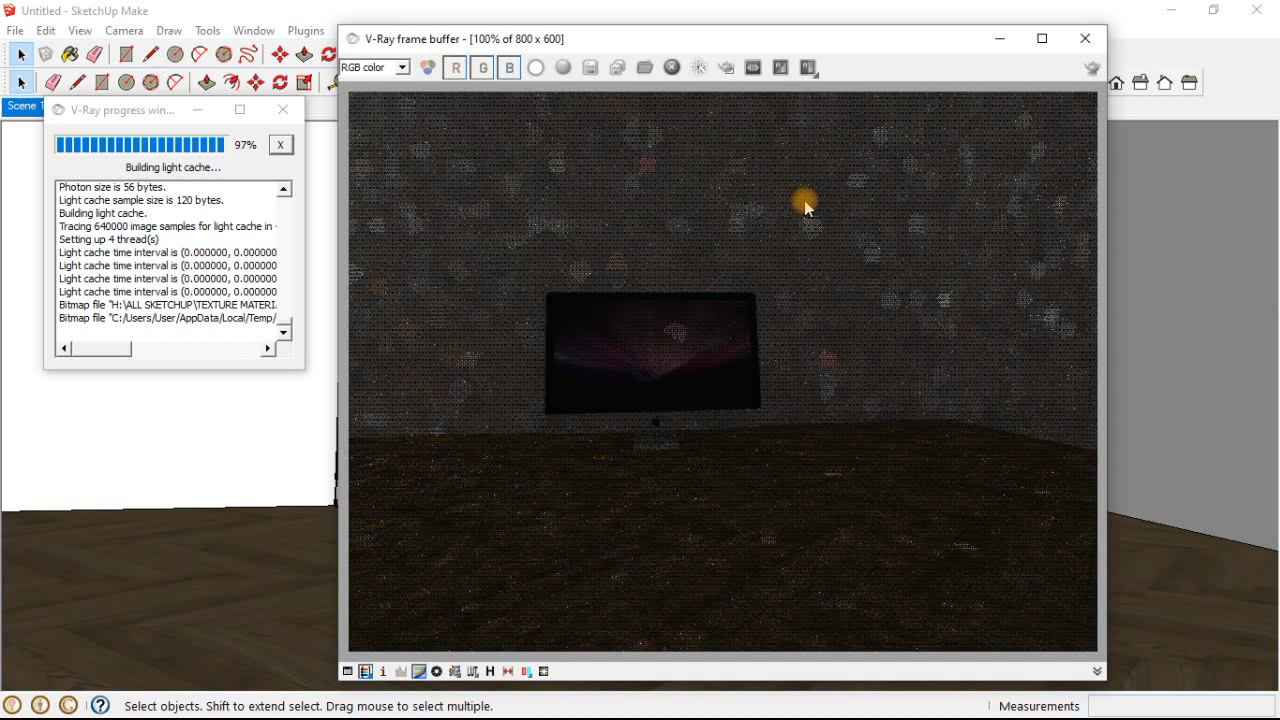 Untitled - SketchUp Make
File Edit View Camera Draw Tools Window Plugins
Scene 1
V-Ray progress win...
97%
X
Building light cache...
Photon size is 56 bytes.
Light cache sample size is 120 bytes.
Building light cache.
Tracing 640000 image samples for light cache in
Setting up 4 thread(s)
Light cache time interval is (0.000000, 0.000000
Light cache time interval is (0.000000, 0.000000
Light cache time interval is (0.000000, 0.000000
Light cache time interval is (0.000000, 0.000000
Bitmap file "H:\ALL SKETCHUP\TEXTURE MATERI
Bitmap file "C:/Users/User/AppData/Local/Temp/
V-Ray frame buffer - [100% of 800 x 600]
RGB color
R G B
i
H
Select objects. Shift to extend select. Drag mouse to select multiple.
Measurements